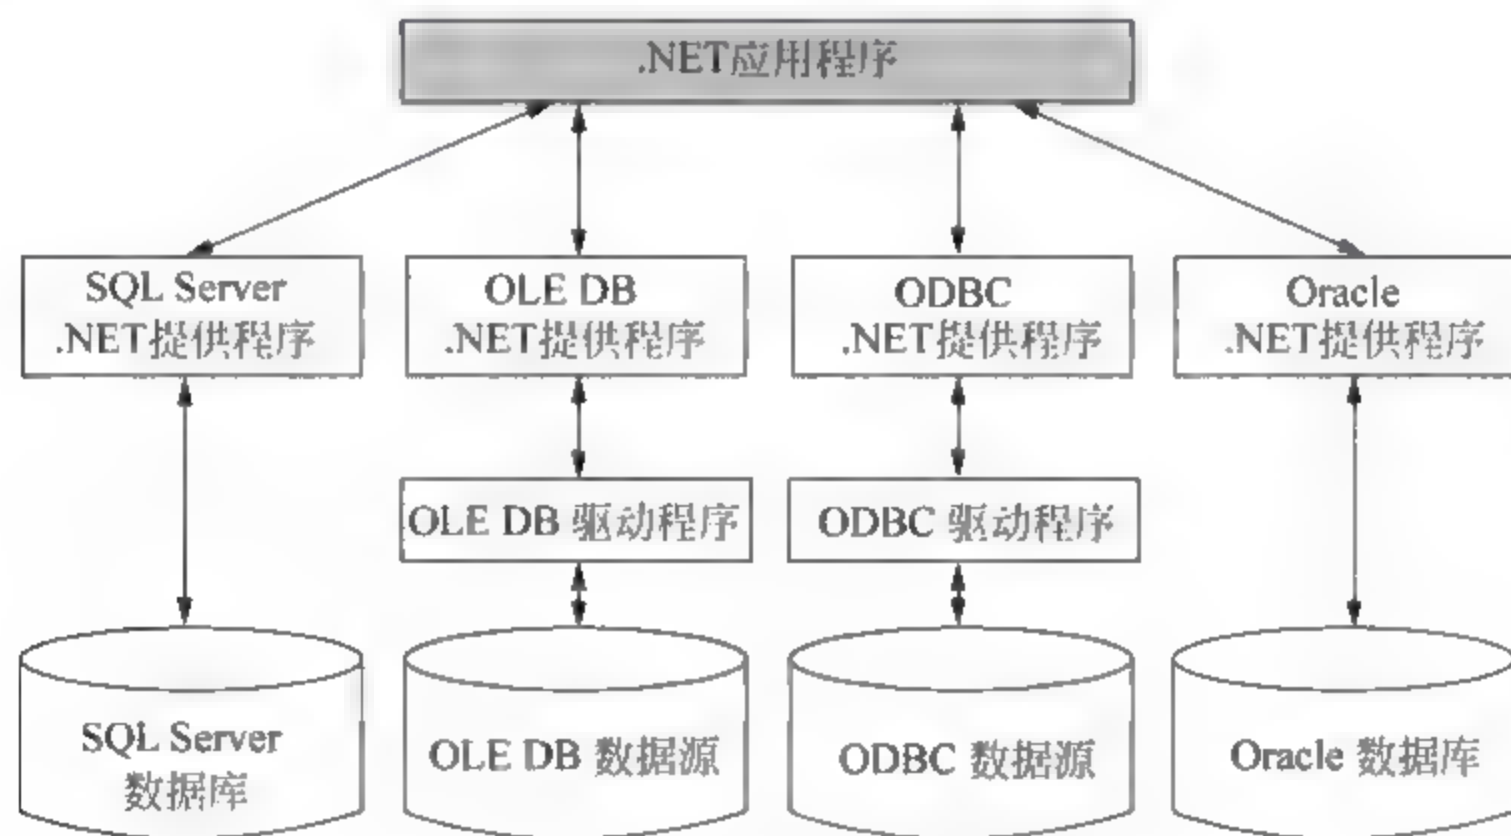 .NET应用程序
SQL Server
.NET提供程序
OLE DB
.NET提供程序
ODBC
.NET提供程序
Oracle
.NET提供程序
OLE DB 驱动程序
ODBC 驱动程序
SQL Server
数据库
OLE DB 数据源
ODBC 数据源
Oracle 数据库